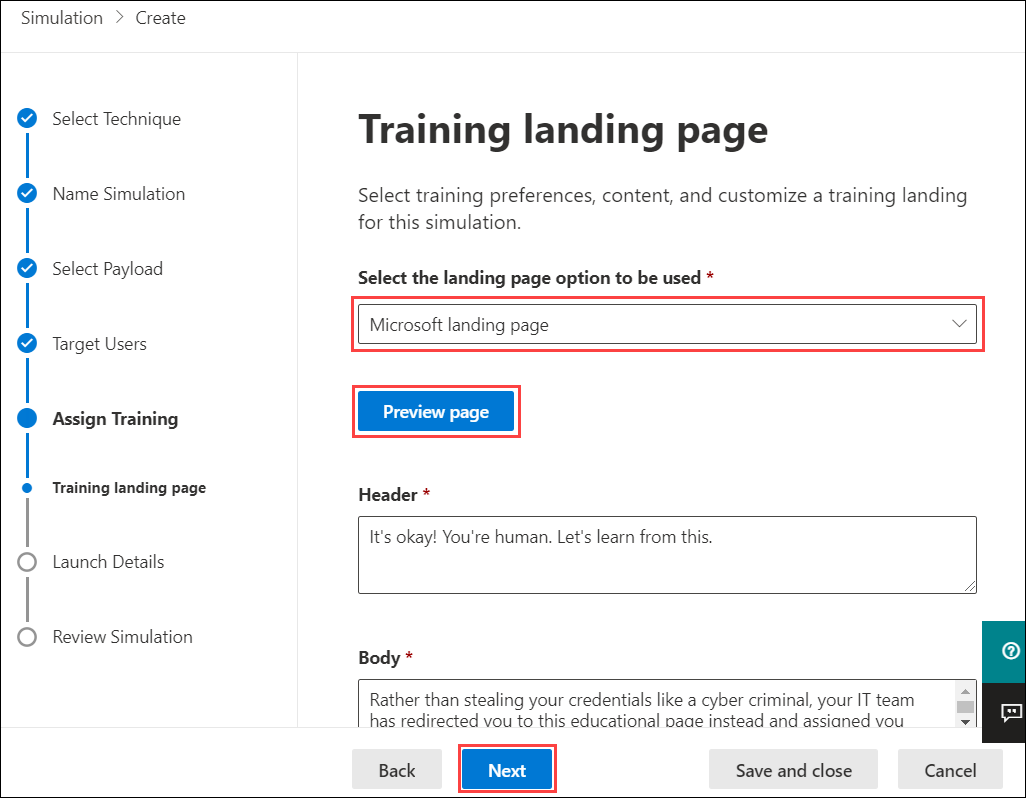 Simulation > Create
Select Technique
Name Simulation
Select Payload
Target Users
Assign Training
Training landing page
Launch Details
Review Simulation
Training landing page
Select training preferences, content, and customize a training landing
for this simulation.
Select the landing page option to be used *
Microsoft landing page
Preview page
Header *
It's okay! You're human. Let's learn from this.
Body *
Rather than stealing your credentials like a cyber criminal, your IT team
has redirected you to this educational page instead and assigned you
Back
Next
Save and close
Cancel